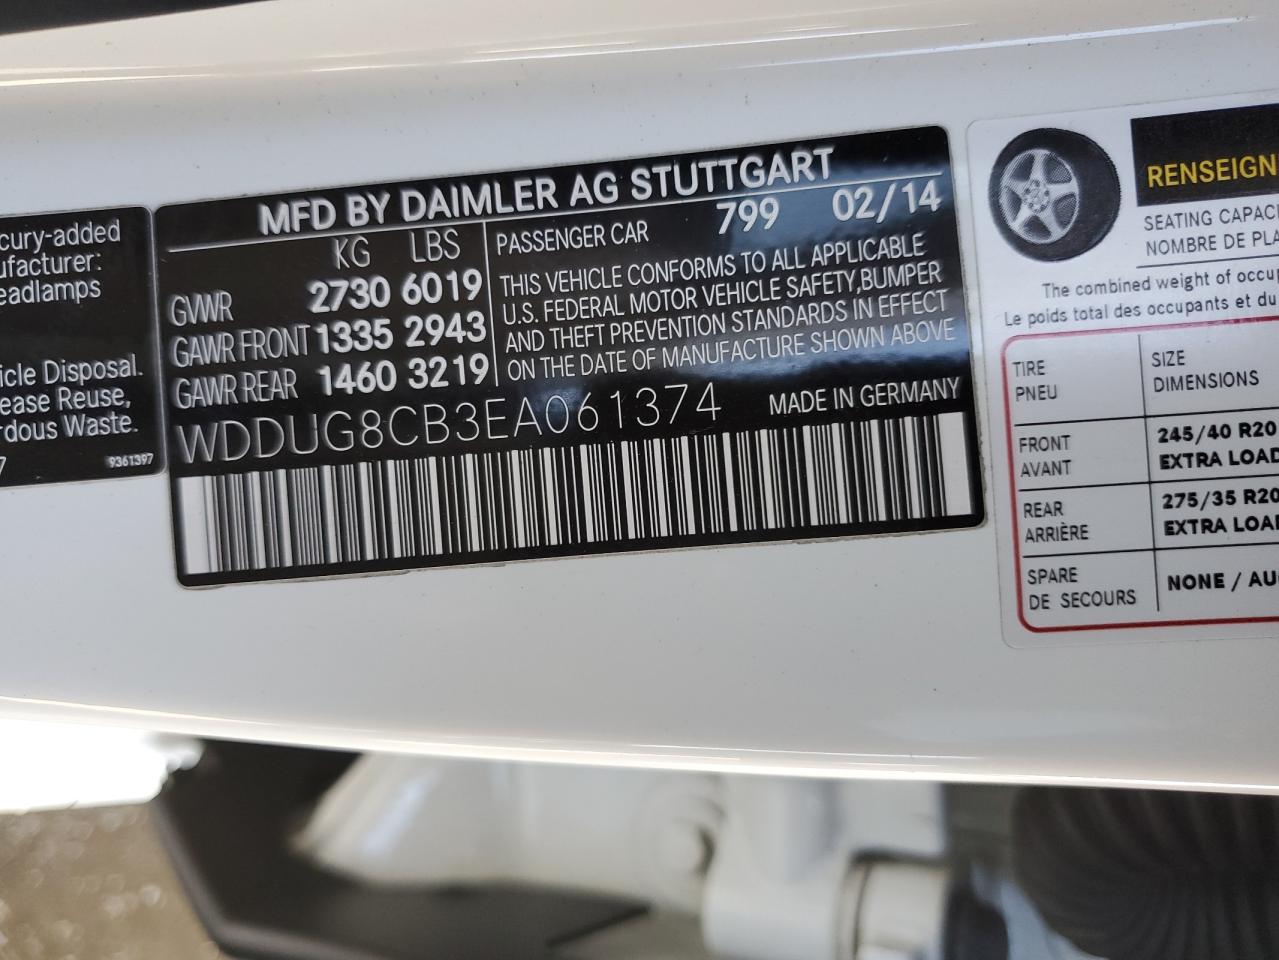 cury-added
ufacturer:
eadlamps
icle Disposal.
ease Reuse,
rdous Waste.
7
9361397
MFD BY DAIMLER AG STUTTGART
KG LBS
GVWR 2730 6019
GAWR FRONT 1335 2943
GAWR REAR 1460 3219
PASSENGER CAR 799 02/14
THIS VEHICLE CONFORMS TO ALL APPLICABLE
U.S. FEDERAL MOTOR VEHICLE SAFETY,BUMPER
AND THEFT PREVENTION STANDARDS IN EFFECT
ON THE DATE OF MANUFACTURE SHOWN ABOVE
WDDUG8CB3EA061374 MADE IN GERMANY
RENSEIGN
SEATING CAPACI
NOMBRE DE PLA
The combined weight of occup
Le poids total des occupants et du
TIRE SIZE
PNEU DIMENSIONS
FRONT 245/40 R20
AVANT EXTRA LOAD
REAR 275/35 R20
ARRIÈRE EXTRA LOA
SPARE NONE / AU
DE SECOURS